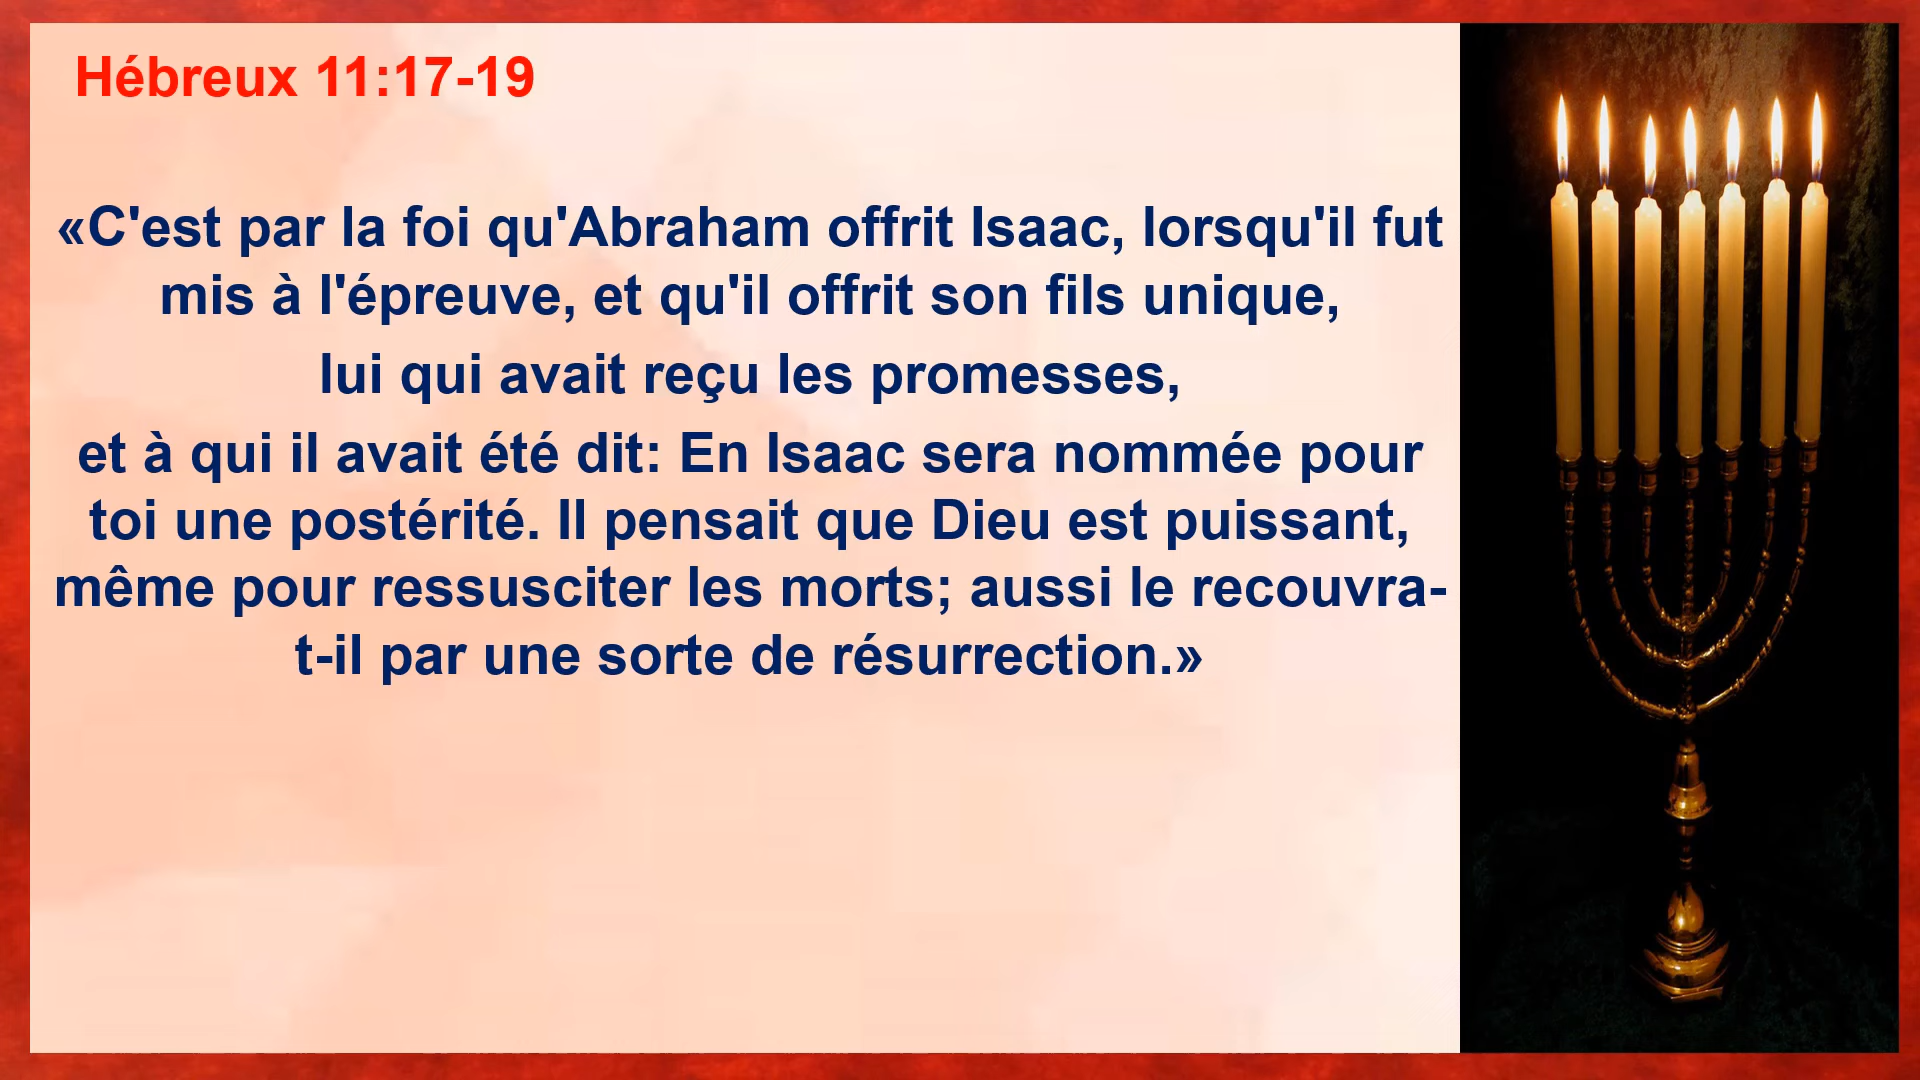 Hébreux 11:17-19
«C'est par la foi qu'Abraham offrit Isaac, lorsqu'il fut
mis à l'épreuve, et qu'il offrit son fils unique,
lui qui avait reçu les promesses,
et à qui il avait été dit: En Isaac sera nommée pour
toi une postérité. Il pensait que Dieu est puissant,
même pour ressusciter les morts; aussi le recouvra-
t-il par une sorte de résurrection.»